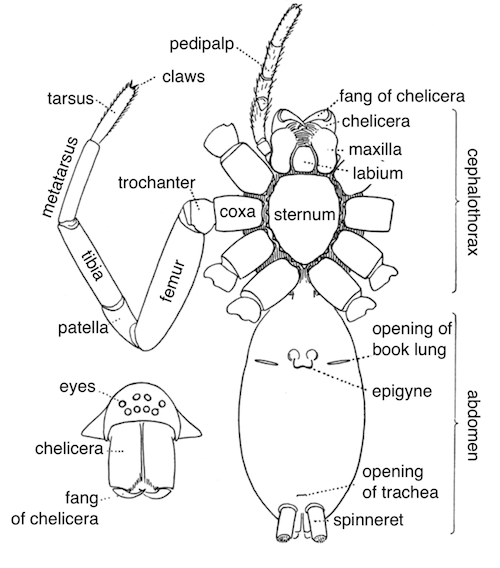 pedipalp
claws
tarsus
fang of chelicera
chelicera
maxilla
labium
metatarsus
trochanter
coxa
sternum
cephalothorax
tibia
femur
patella
opening of
book lung
epigyne
eyes
abdomen
chelicera
fang
of chelicera
opening
of trachea
spinneret